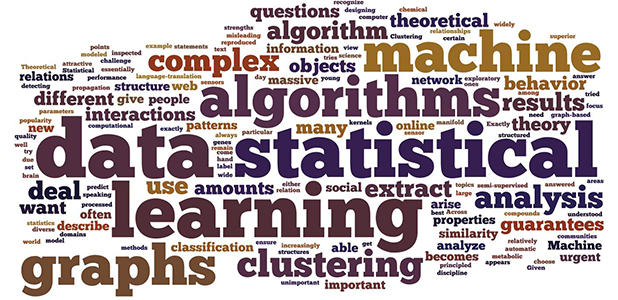 recognize
questions designing chemical
strengths computer theoretical widely
misleading algorithm relationships
reproduced Clustering certain
points text information view machine superior
modeled inspected example statements tries science
Theoretical challenge complex objects network exploratory answer
attractive Statistical language-translation day massive young ones behavior
relations essentially performance sensors
detecting propagation structure web algorithms among tried
parameters different give people results focus
popularity interactions need graph-based
new computational exactly patterns always particular many kernels online manifold Exactly theory
quality genes sensor structured
well remain
try data come statistical
due hand
set label
brain wide
deal predict use amounts either social extract topics semi-supervised answered areas
speaking relation large
want processed learning arise best Across compounds analysis understood
statistics often properties guarantees
diverse describe similarity communities
domains relatively Machine
world model methods classification ensure increasingly able get analyze automatic urgent
structures becomes metabolic
graphs clustering appears choose
principled Given
discipline
unimportant important